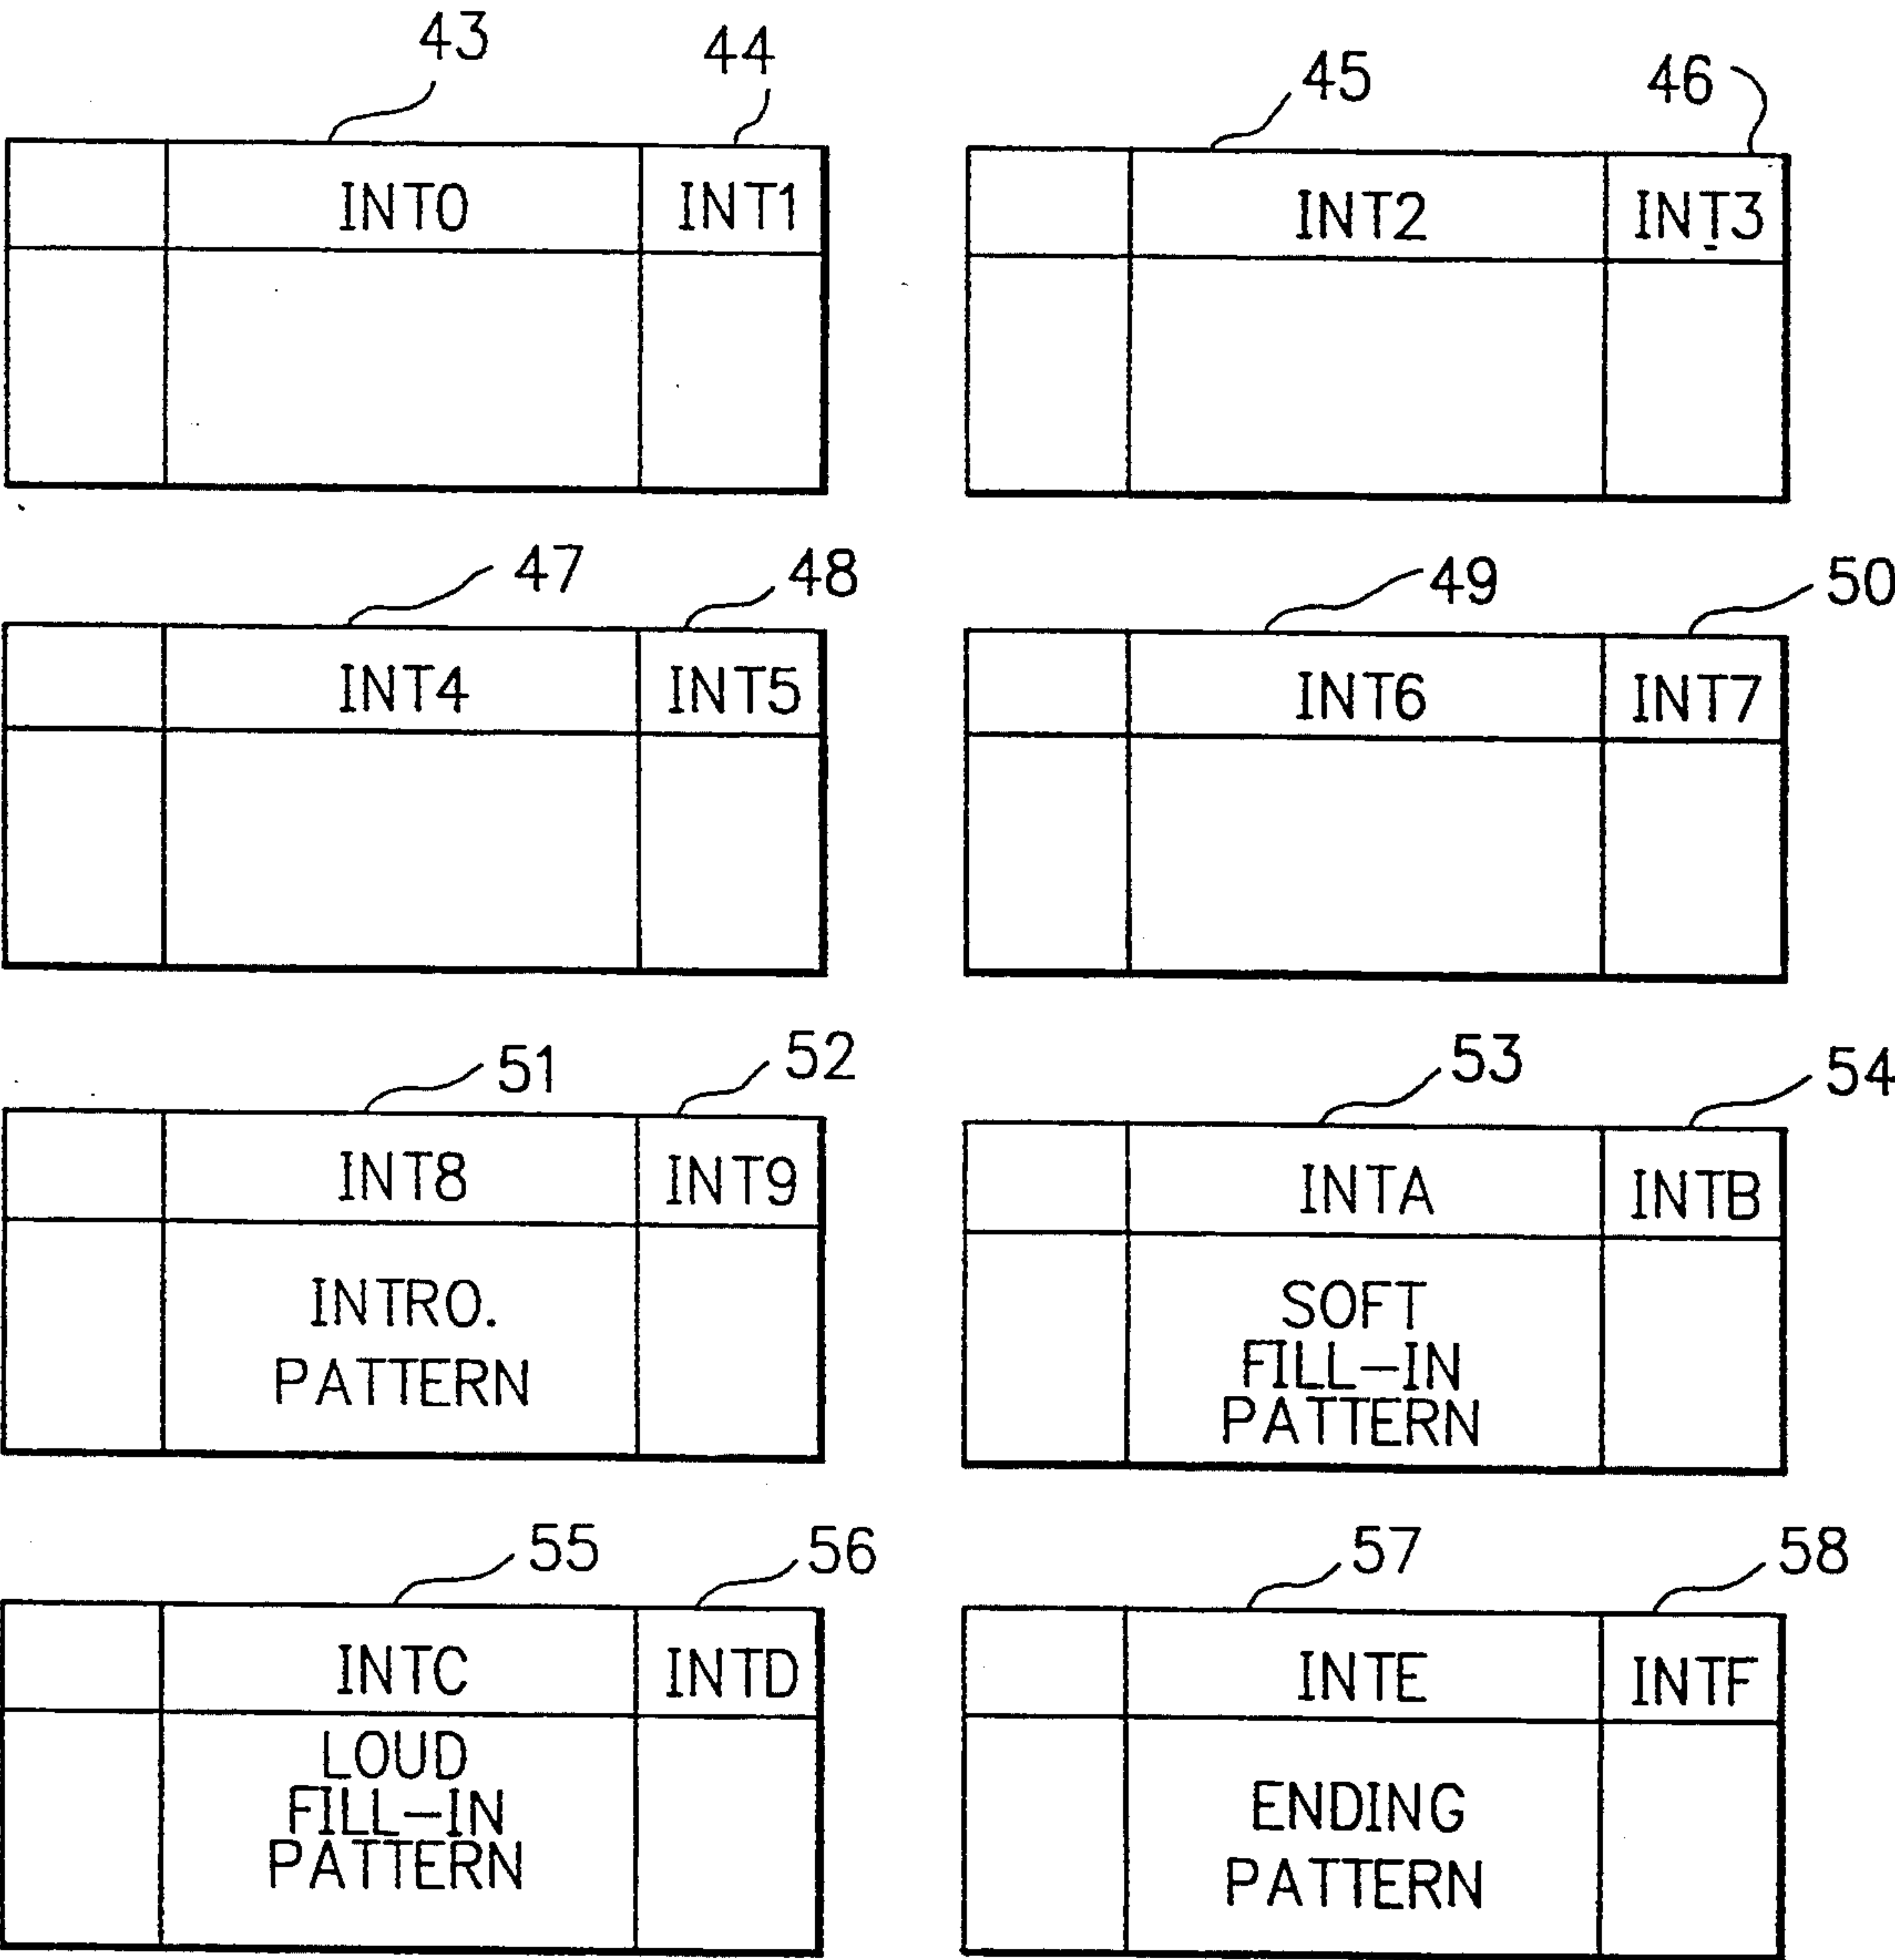 43 44 45 46
INT0 INT1 INT2 INT3
47 48 49 50
INT4 INT5 INT6 INT7
51 52 53 54
INT8 INT9 INTA INTB
INTRO.
PATTERN
SOFT
FILL-IN
PATTERN
55 56 57 58
INTC INTD INTE INTF
LOUD
FILL-IN
PATTERN
ENDING
PATTERN